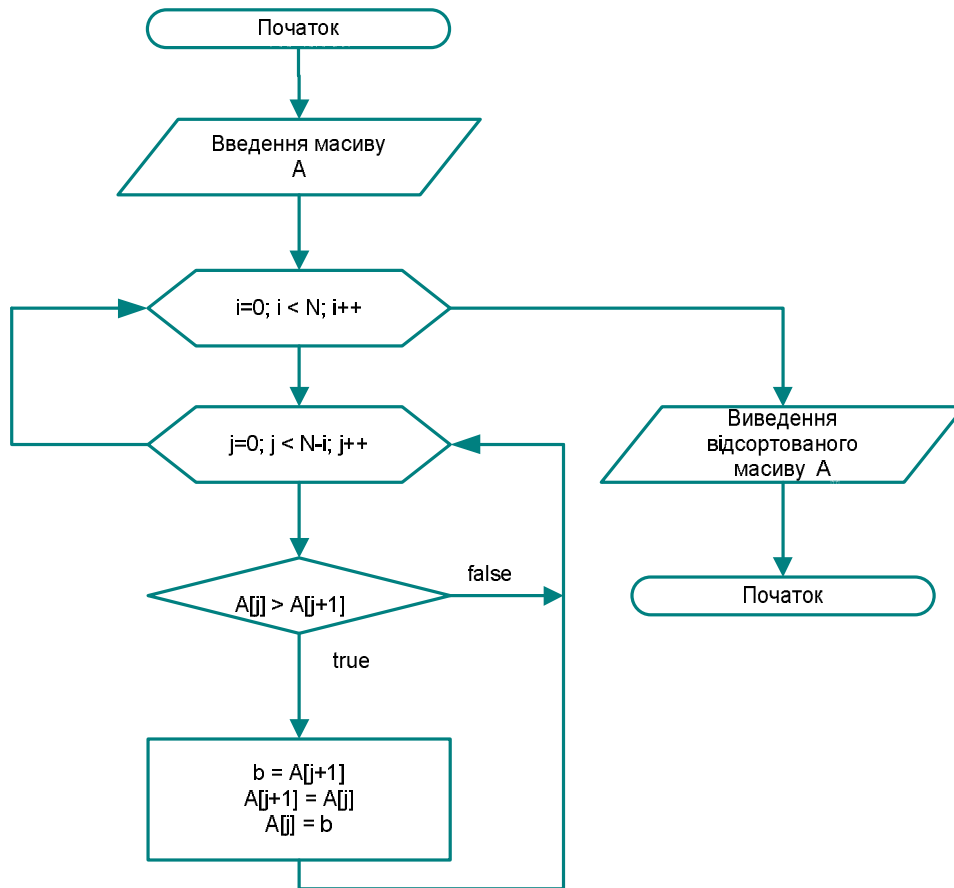 Початок
Введення масиву
А
i=0; i < N; i++
j=0; j < N-i; j++
A[j] > A[j+1]
false
true
b = A[j+1]
A[j+1] = A[j]
A[j] = b
Виведення
відсортованого
масиву А
Початок